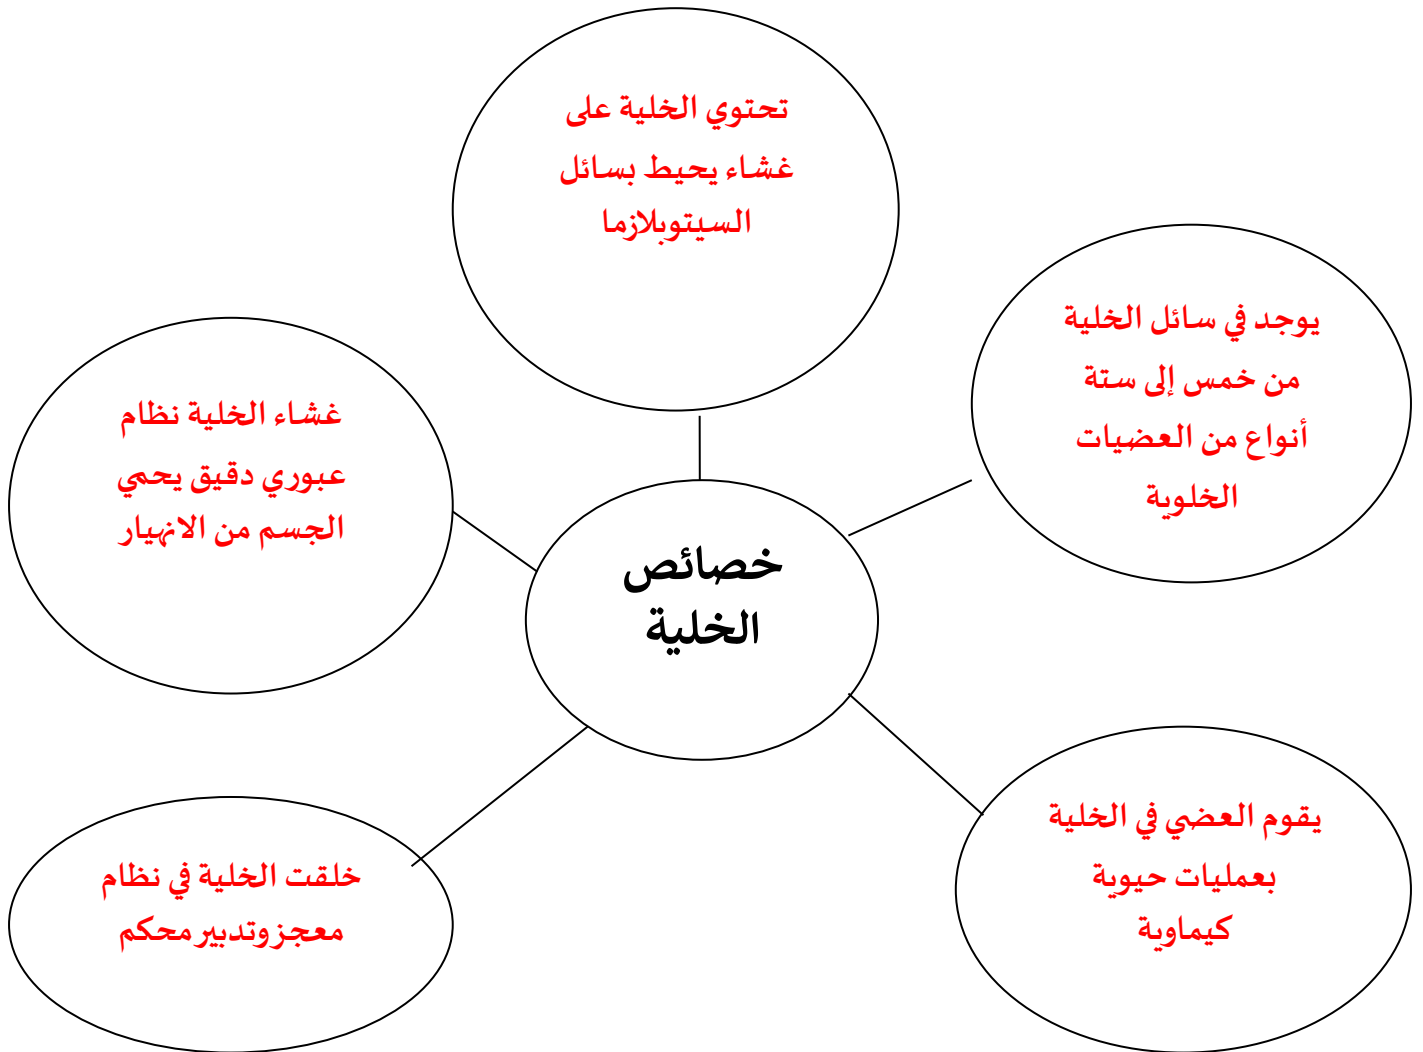 تحتوي الخلية على
غشاء يحيط بسائل
السيتوبلازما
يوجد في سائل الخلية
من خمس إلى ستة
أنواع من العضيات
الخلوية
غشاء الخلية نظام
عبوري دقيق يحمي
الجسم من الانهيار
خصائص
الخلية
يقوم العضي في الخلية
بعمليات حيوية
كيماوية
خلقت الخلية في نظام
معجز وتدبير محكم